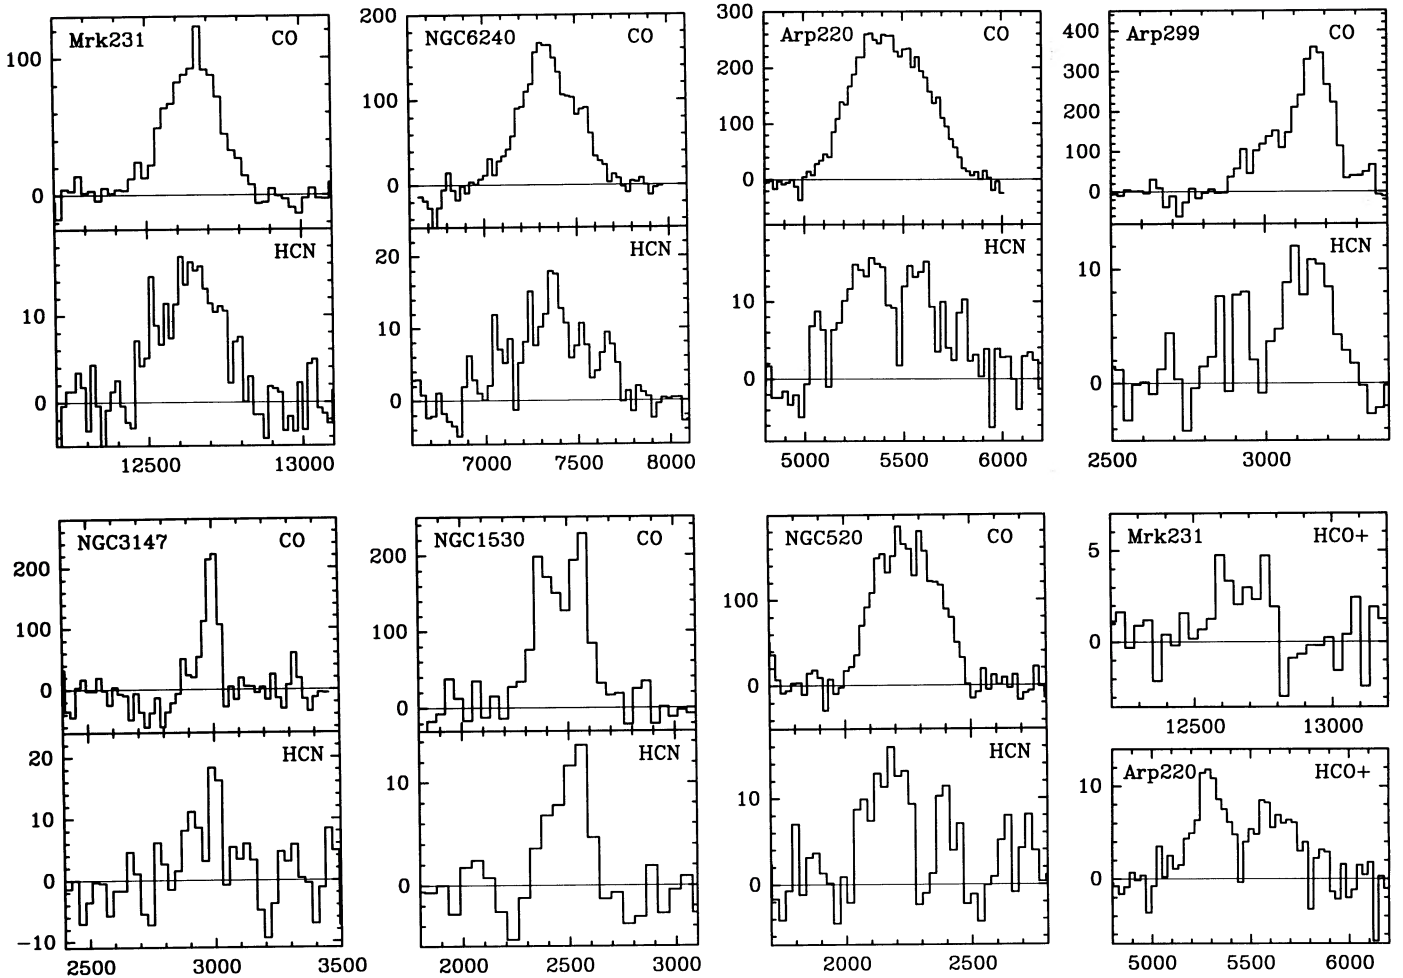 Mrk231 CO
100
0
HCN
10
0
12500 13000
NGC6240 CO
200
100
0
HCN
20
10
0
7000 7500 8000
Arp220 CO
300
200
100
0
HCN
10
0
5000 5500 6000
Arp299 CO
400
300
200
100
0
HCN
10
0
2500 3000
NGC3147 CO
200
100
0
HCN
20
10
0
-10
2500 3000 3500
NGC1530 CO
200
100
0
HCN
10
0
2000 2500 3000
NGC520 CO
100
0
HCN
10
0
2000 2500
Mrk231 HCO+
5
0
12500 13000
Arp220 HCO+
10
0
5000 5500 6000